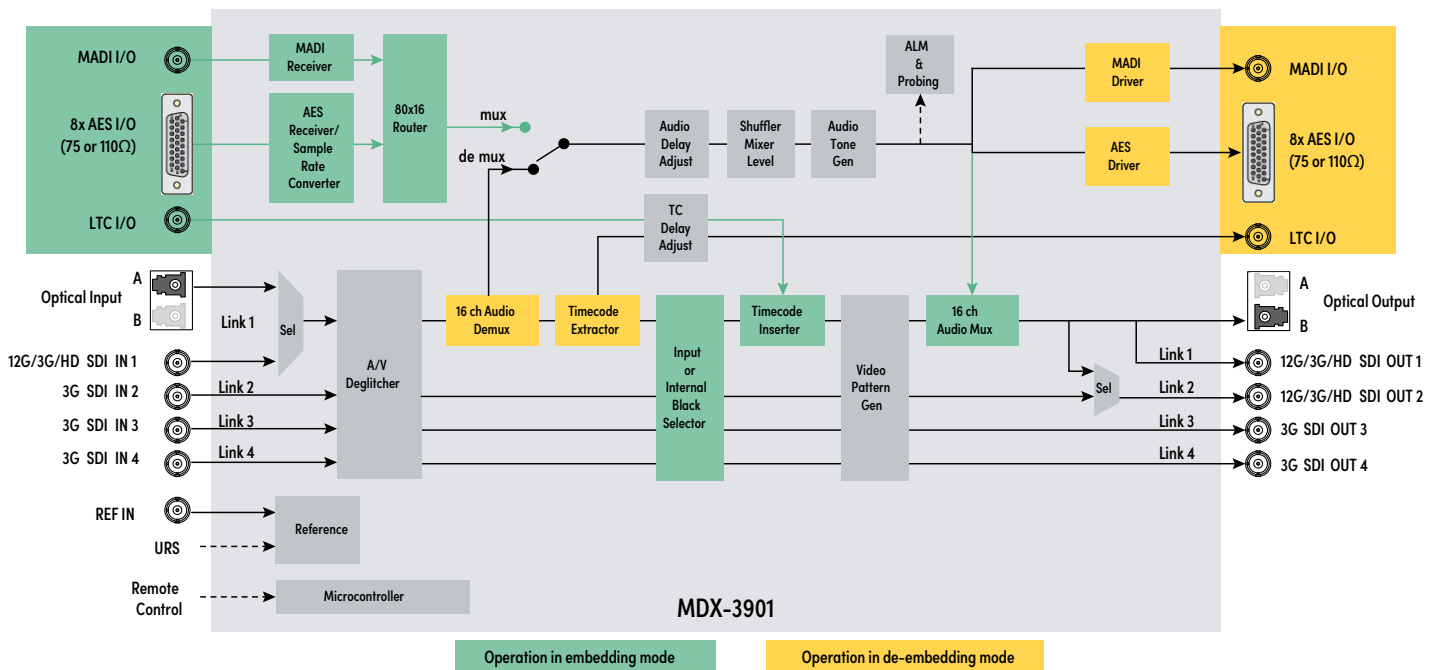 MADI I/O
8x AES I/O
(75 or 110Ω)
LTC I/O
MADI
Receiver
AES
Receiver/
Sample
Rate
Converter
80x16
Router
mux
de mux
Audio
Delay
Adjust
Shuffler
Mixer
Level
Audio
Tone
Gen
ALM
&
Probing
MADI
Driver
AES
Driver
MADI I/O
8x AES I/O
(75 or 110Ω)
LTC I/O
TC
Delay
Adjust
A
Optical Input
B
Link 1
Sel
12G/3G/HD SDI IN 1
3G SDI IN 2
Link 2
3G SDI IN 3
Link 3
3G SDI IN 4
Link 4
A/V
Deglitcher
16 ch Audio
Demux
Timecode
Extractor
Input
or
Internal
Black
Selector
Timecode
Inserter
Video
Pattern
Gen
16 ch
Audio Mux
Sel
A
Optical Output
B
Link 1
12G/3G/HD SDI OUT 1
Link 2
12G/3G/HD SDI OUT 2
Link 3
3G SDI OUT 3
Link 4
3G SDI OUT 4
REF IN
URS
Reference
Remote
Control
Microcontroller
MDX-3901
Operation in embedding mode
Operation in de-embedding mode